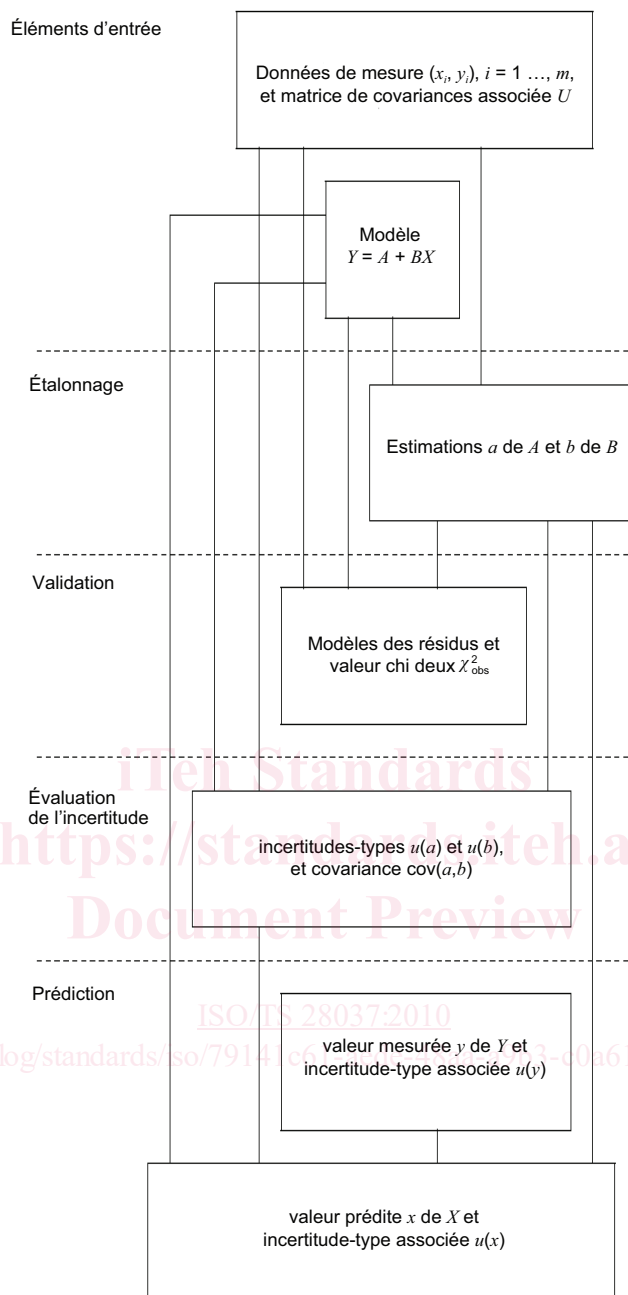 Éléments d'entrée
Données de mesure (xᵢ, yᵢ), i = 1 …, m,
et matrice de covariances associée U
Modèle
Y = A + BX
Étalonnage
Estimations a de A et b de B
Validation
Modèles des résidus et
valeur chi deux χ²obs
iTeh Standards
Évaluation
de l'incertitude
https://standards.iteh.a
incertitudes-types u(a) et u(b),
et covariance cov(a,b)
Document Preview
Prédiction
ISO/TS 28037:2010
valeur mesurée y de Y et
incertitude-type associée u(y)
valeur prédite x de X et
incertitude-type associée u(x)